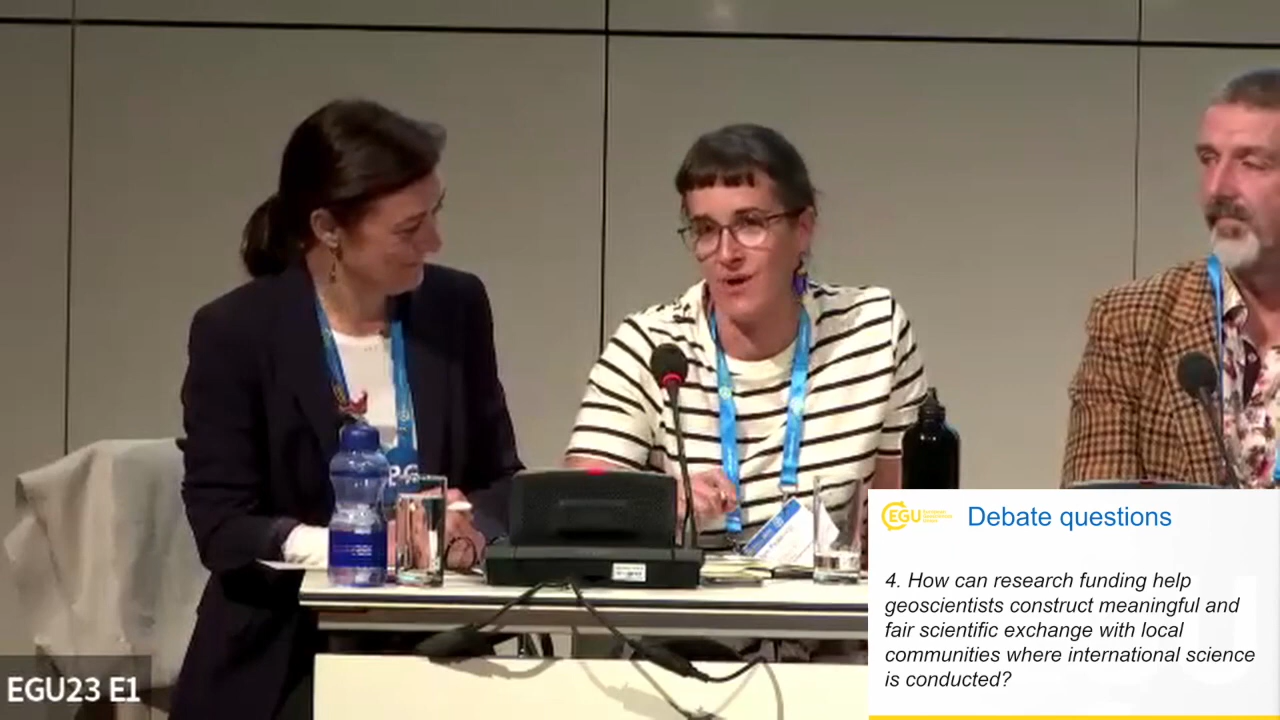 EGU
Debate questions
4. How can research funding help
geoscientists construct meaningful and
fair scientific exchange with local
communities where international science
is conducted?
EGU23 E1